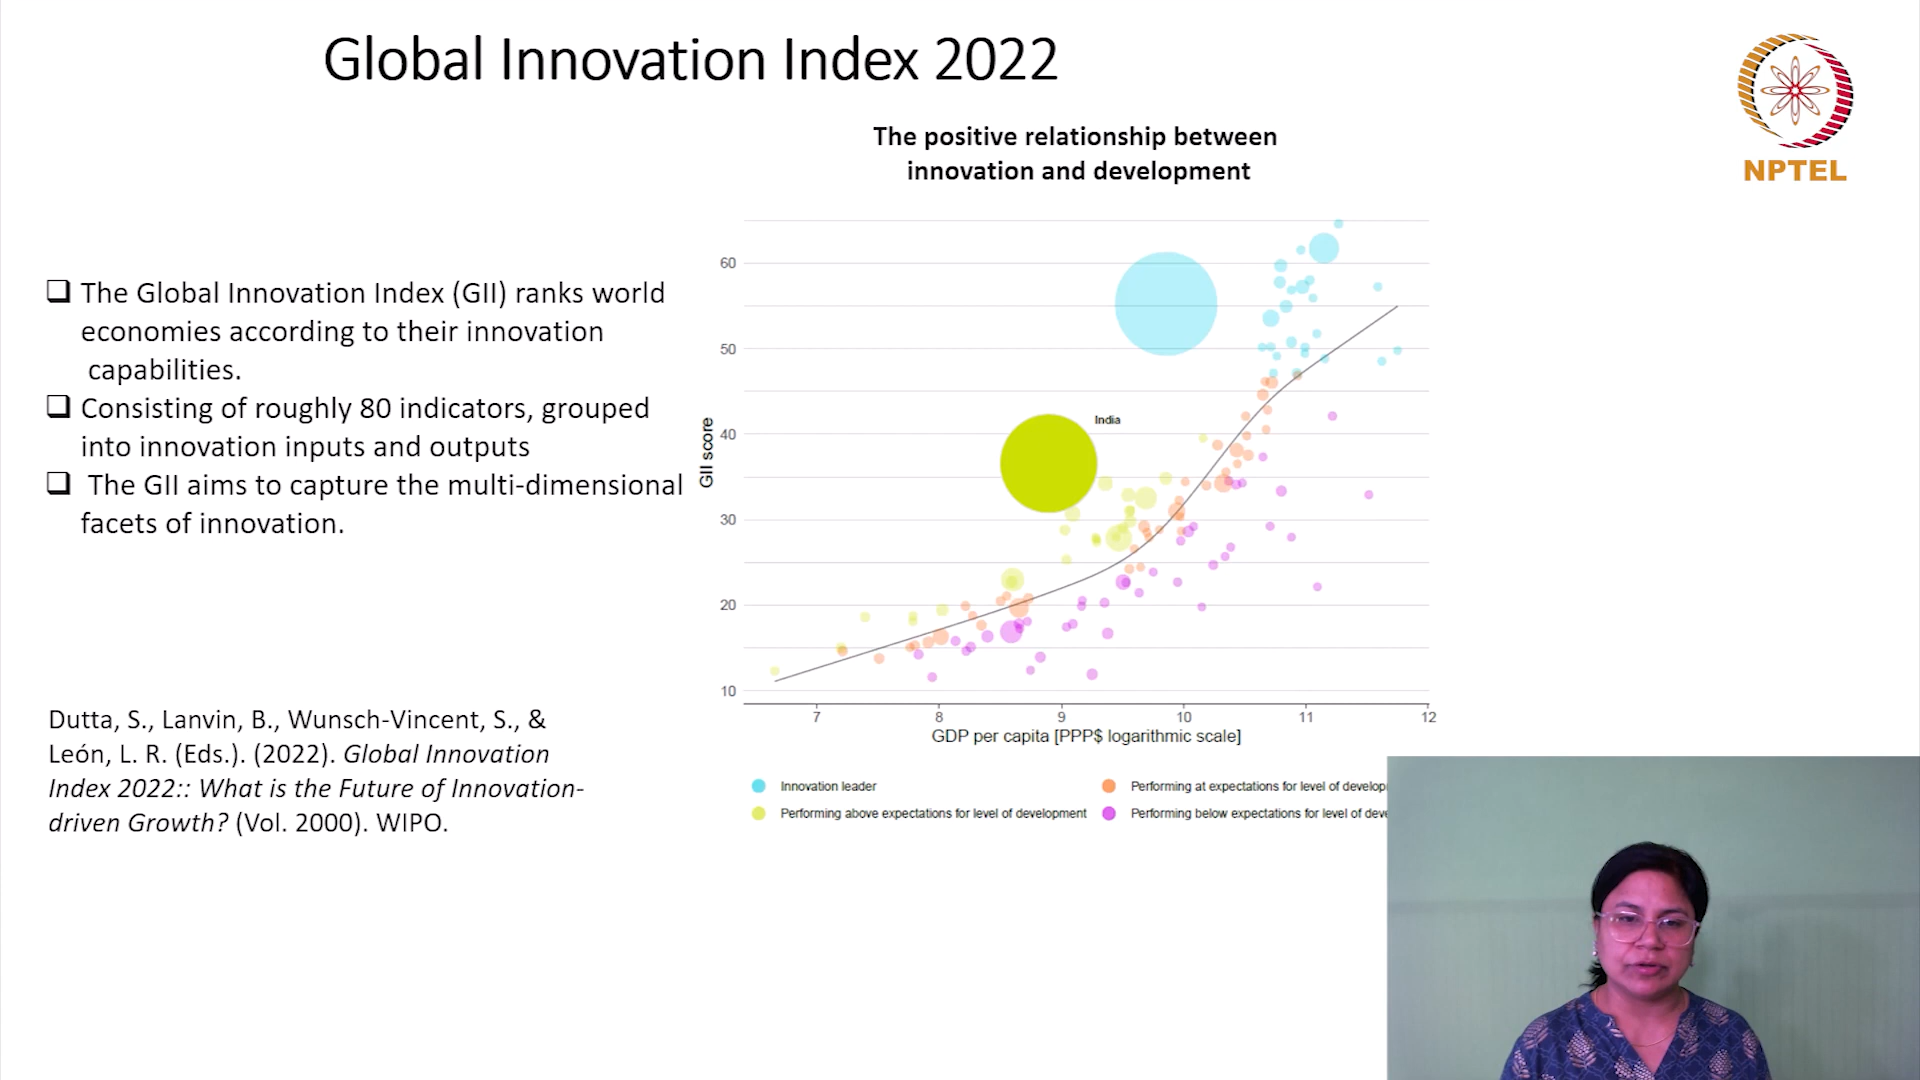 Global Innovation Index 2022
NPTEL
The positive relationship between
innovation and development
❑ The Global Innovation Index (GII) ranks world
economies according to their innovation
capabilities.
❑ Consisting of roughly 80 indicators, grouped
into innovation inputs and outputs
❑ The GII aims to capture the multi-dimensional
facets of innovation.
Dutta, S., Lanvin, B., Wunsch-Vincent, S., &
León, L. R. (Eds.). (2022). Global Innovation
Index 2022:: What is the Future of Innovation-
driven Growth? (Vol. 2000). WIPO.
GII score
60
50
40
30
20
10
India
7 8 9 10 11 12
GDP per capita [PPP$ logarithmic scale]
Innovation leader
Performing at expectations for level of develop
Performing above expectations for level of development
Performing below expectations for level of deve